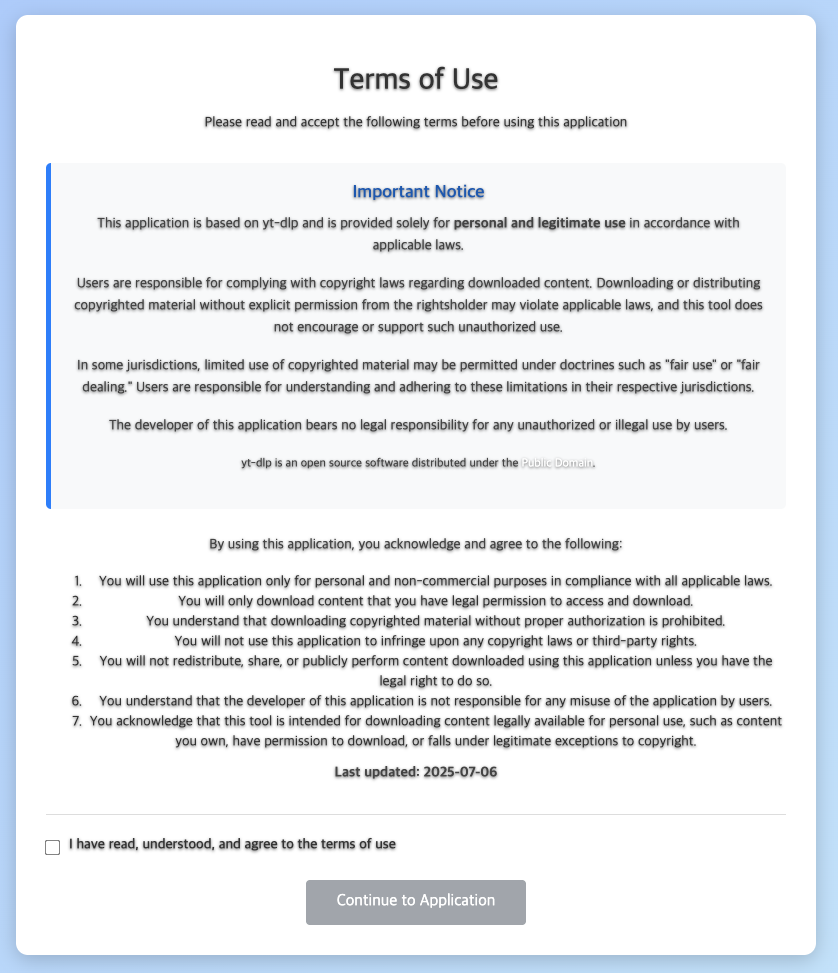 Terms of Use
Please read and accept the following terms before using this application
Important Notice
This application is based on yt-dlp and is provided solely for personal and legitimate use in accordance with
applicable laws.
Users are responsible for complying with copyright laws regarding downloaded content. Downloading or distributing
copyrighted material without explicit permission from the rightsholder may violate applicable laws, and this tool does
not encourage or support such unauthorized use.
In some jurisdictions, limited use of copyrighted material may be permitted under doctrines such as "fair use" or "fair
dealing." Users are responsible for understanding and adhering to these limitations in their respective jurisdictions.
The developer of this application bears no legal responsibility for any unauthorized or illegal use by users.
yt-dlp is an open source software distributed under the Public Domain.
By using this application, you acknowledge and agree to the following:
1. You will use this application only for personal and non-commercial purposes in compliance with all applicable laws.
2. You will only download content that you have legal permission to access and download.
3. You understand that downloading copyrighted material without proper authorization is prohibited.
4. You will not use this application to infringe upon any copyright laws or third-party rights.
5. You will not redistribute, share, or publicly perform content downloaded using this application unless you have the
legal right to do so.
6. You understand that the developer of this application is not responsible for any misuse of the application by users.
7. You acknowledge that this tool is intended for downloading content legally available for personal use, such as content
you own, have permission to download, or falls under legitimate exceptions to copyright.
Last updated: 2025-07-06
I have read, understood, and agree to the terms of use
Continue to Application